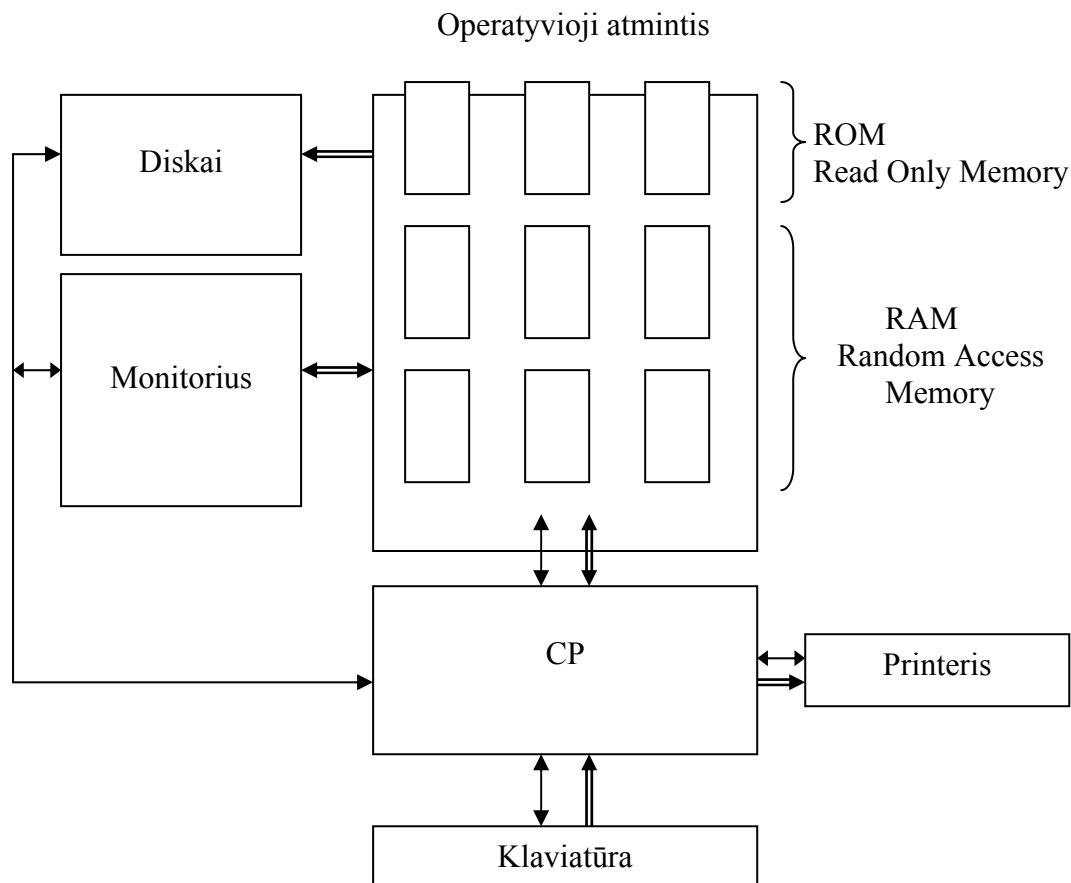 Operatyvioji atmintis
Diskai
ROM
Read Only Memory
Monitorius
RAM
Random Access
Memory
CP
Printeris
Klaviatūra